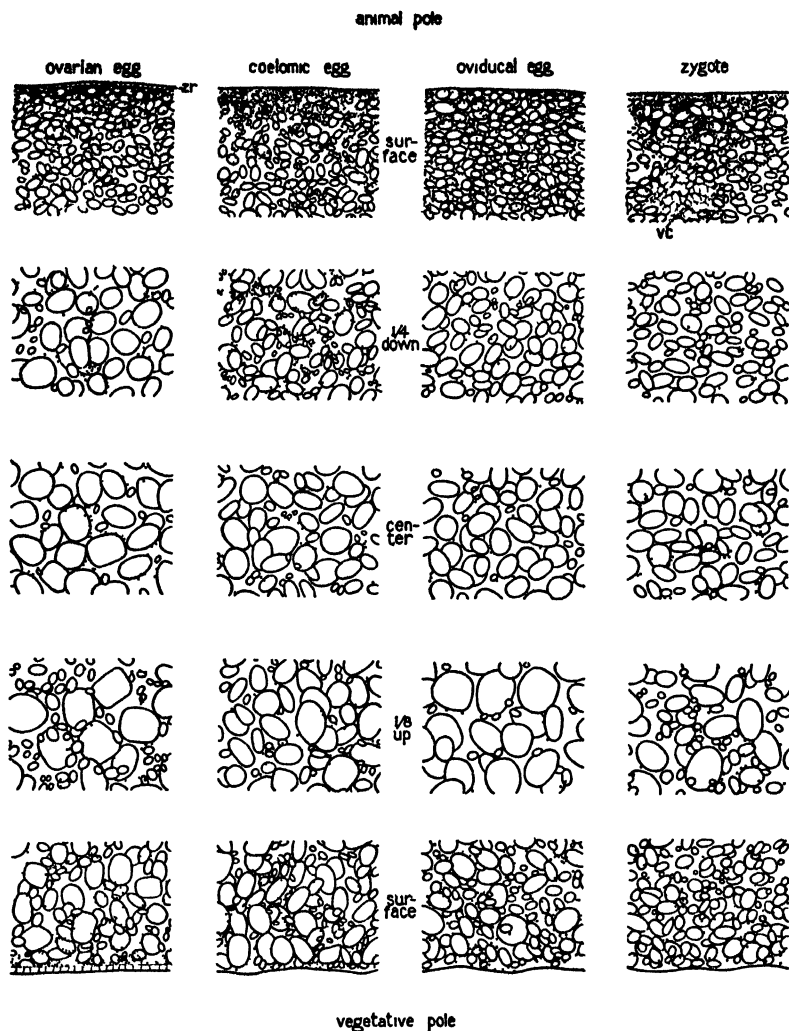 animal pole
ovarian egg
coelomic egg
oviducal egg
zygote
zr
sur-
face
vc
1/4
down
cen-
ter
1/8
up
sur-
face
vegetative pole